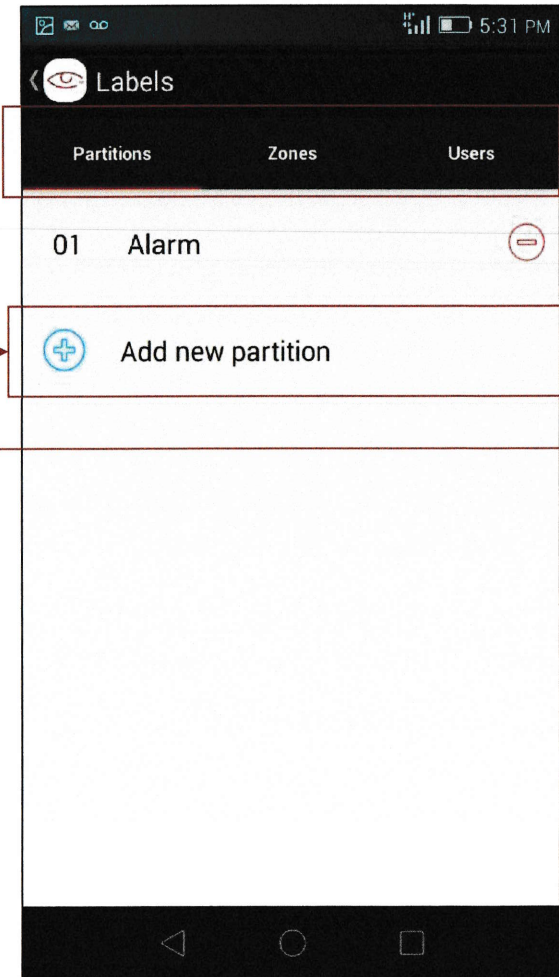 5:31 PM
Labels
Partitions Zones Users
01 Alarm
Add new partition